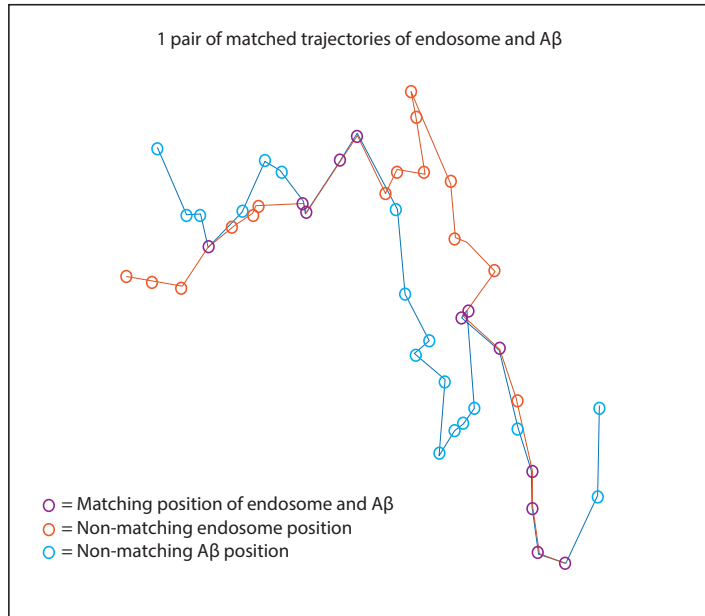 1 pair of matched trajectories of endosome and Aβ
= Matching position of endosome and Aβ
= Non-matching endosome position
= Non-matching Aβ position